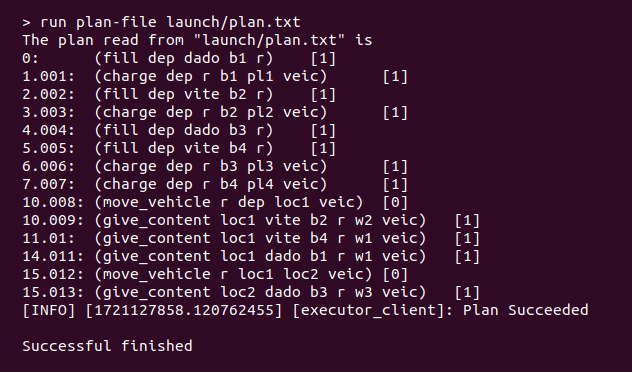 > run plan-file launch/plan.txt
The plan read from "launch/plan.txt" is
0:      (fill dep dado b1 r)    [1]
1.001:  (charge dep r b1 pl1 veic)      [1]
2.002:  (fill dep vite b2 r)    [1]
3.003:  (charge dep r b2 pl2 veic)      [1]
4.004:  (fill dep dado b3 r)    [1]
5.005:  (fill dep vite b4 r)    [1]
6.006:  (charge dep r b3 pl3 veic)      [1]
7.007:  (charge dep r b4 pl4 veic)      [1]
10.008: (move_vehicle r dep loc1 veic)  [0]
10.009: (give_content loc1 vite b2 r w2 veic)   [1]
11.01:  (give_content loc1 vite b4 r w1 veic)   [1]
14.011: (give_content loc1 dado b1 r w1 veic)   [1]
15.012: (move_vehicle r loc1 loc2 veic) [0]
15.013: (give_content loc2 dado b3 r w3 veic)   [1]
[INFO] [1721127858.120762455] [executor_client]: Plan Succeeded
Successful finished